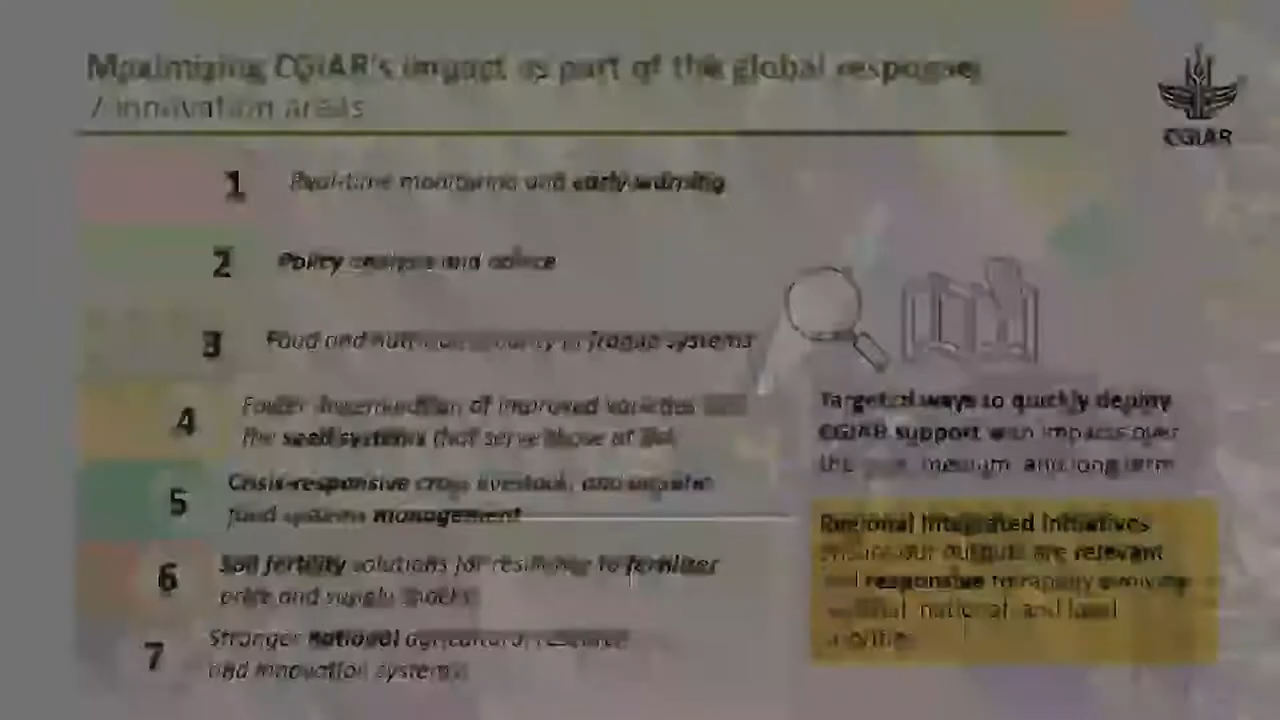 Maximizing CGIAR's impact as part of the global response,
7 innovation areas
CGIAR
1 Real-time monitoring and early warning
2 Policy analysis and advice
3 Food and security in fragile systems
4 Faster of improved varieties
the seed systems that serve those at
5 Crisis-responsive crop, livestock, and
food systems management
6 Soil fertility solutions for resilience to fertilizer
price and supply shocks
7 Stronger national agricultural research
and innovation systems
Targeted ways to quickly deploy
CGIAR support with impacts over
the medium and long term
Regional Integrated Initiatives
ensure our outputs are relevant
and responsive to rapidly evolving
national, and local